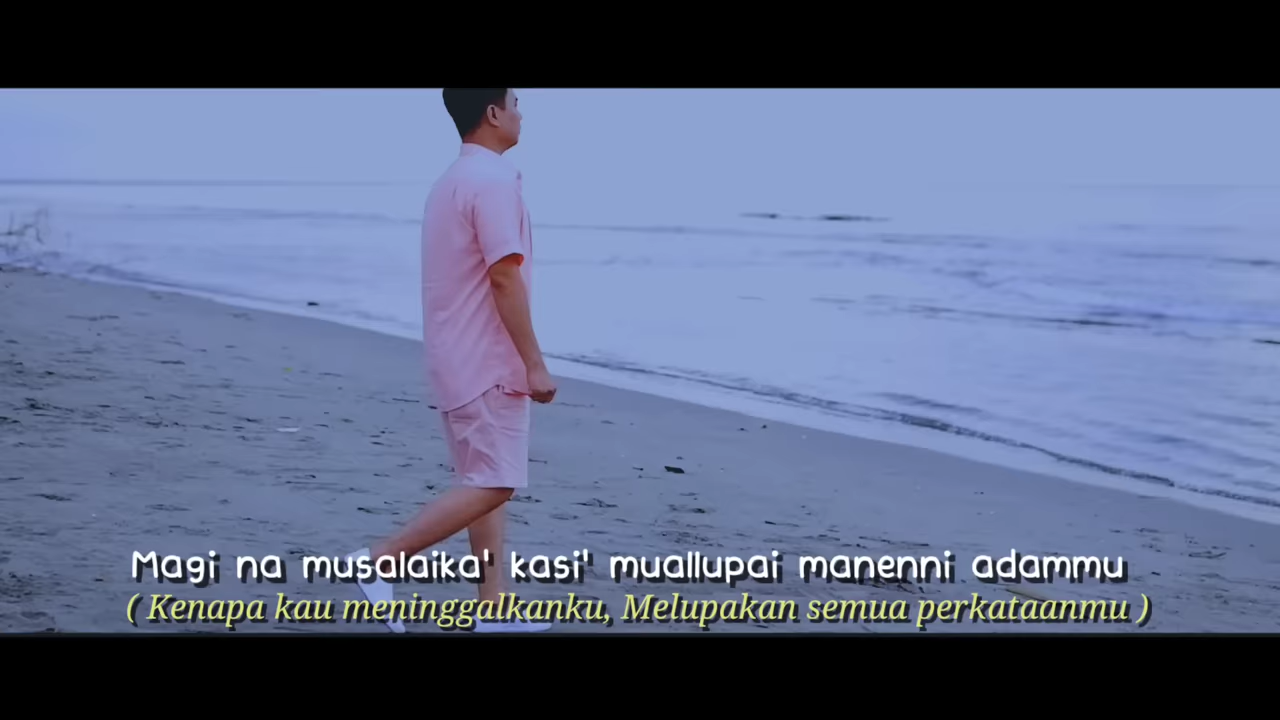 Magi na musalaika' kasi' muallupai manenni adammu
( Kenapa kau meninggalkanku, Melupakan semua perkataanmu )